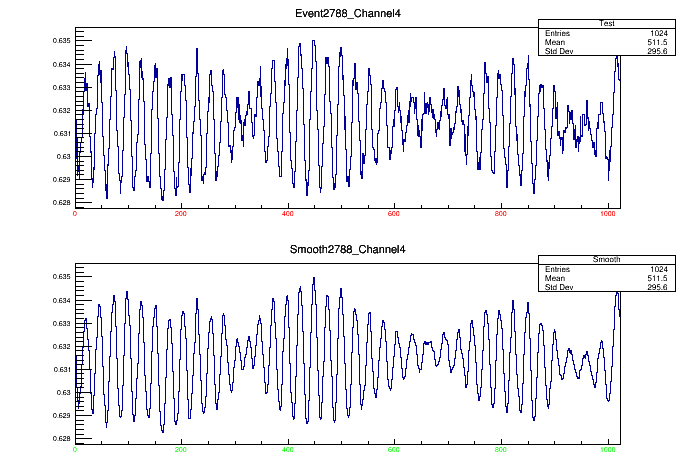 Event2788_Channel4
Test
Entries 1024
Mean 511.5
Std Dev 295.6
0.635
0.634
0.633
0.632
0.631
0.63
0.629
0.628
0 200 400 600 800 1000
Smooth2788_Channel4
Smooth
Entries 1024
Mean 511.5
Std Dev 295.6
0.635
0.634
0.633
0.632
0.631
0.63
0.629
0.628
0 200 400 600 800 1000